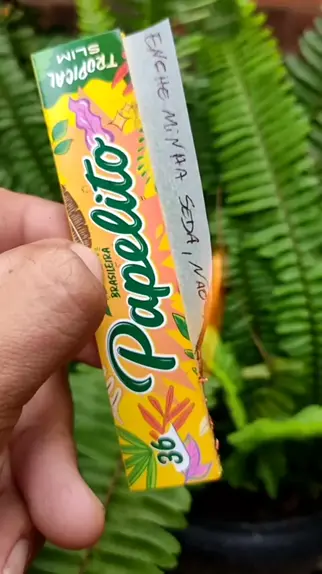 TROPICAL
SLIM
BRASILEIRA
Papelito
36
ENCHE MINHA SEDA, NÃO